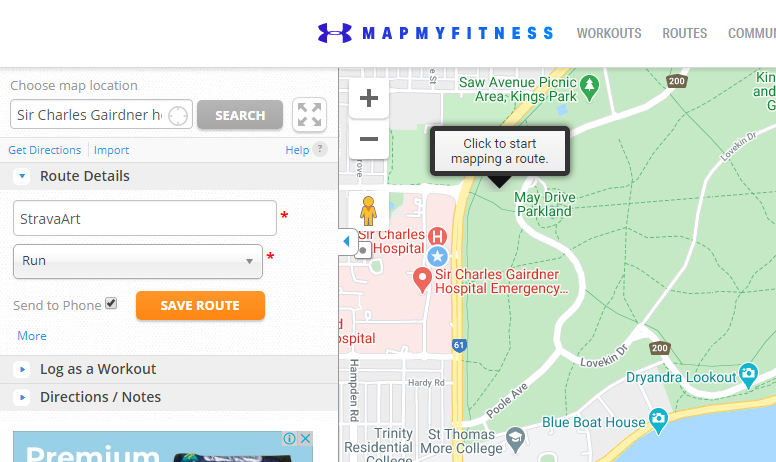 MAPMYFITNESS
WORKOUTS
ROUTES
COMMU
Choose map location
Sir Charles Gairdner h
SEARCH
Get Directions
Import
Help ?
Route Details
StravaArt
*
Run
*
Send to Phone
SAVE ROUTE
More
Log as a Workout
Directions / Notes
Premium
+
−
Click to start
mapping a route.
Saw Avenue Picnic
Area, Kings Park
200
Kin
and
G
Lovekin Dr
May Drive
Parkland
Sir Charles
Hospital
H
Sir Charles Gairdner
Hospital Emergency...
d
ospital
61
200
Lovekin Dr
Dryandra Lookout
Hampden Rd
Hardy Rd
Poole Ave
Blue Boat House
Trinity
Residential
College
St Thomas
More College